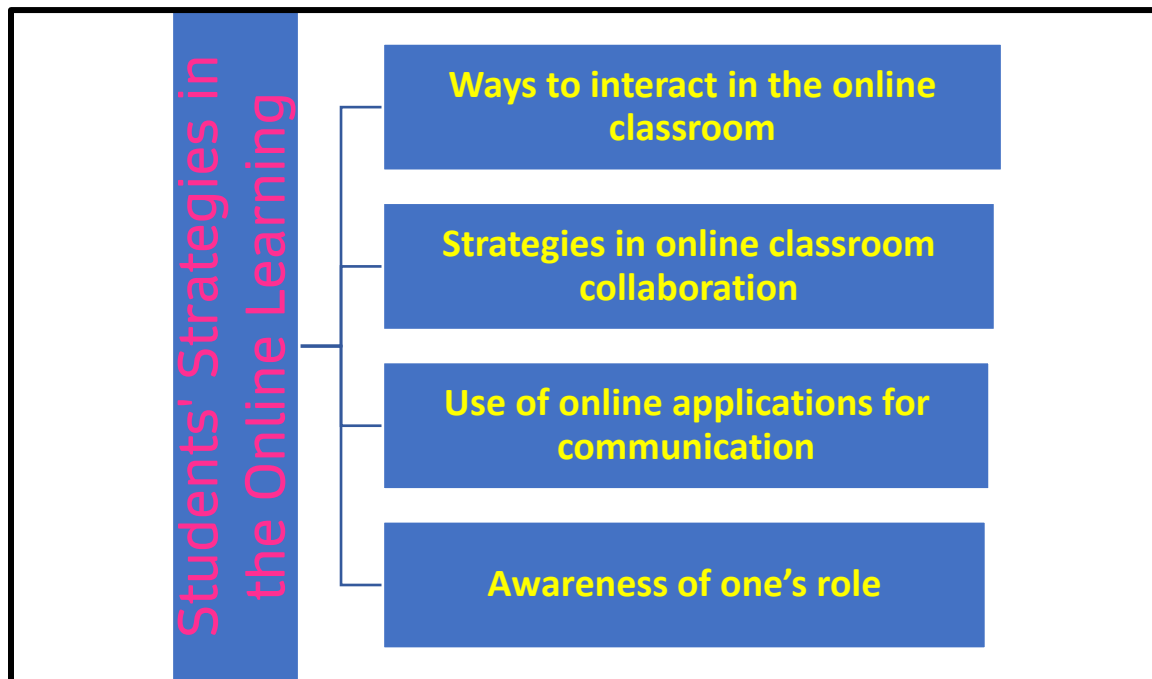 Students' Strategies in
the Online Learning
Ways to interact in the online
classroom
Strategies in online classroom
collaboration
Use of online applications for
communication
Awareness of one’s role